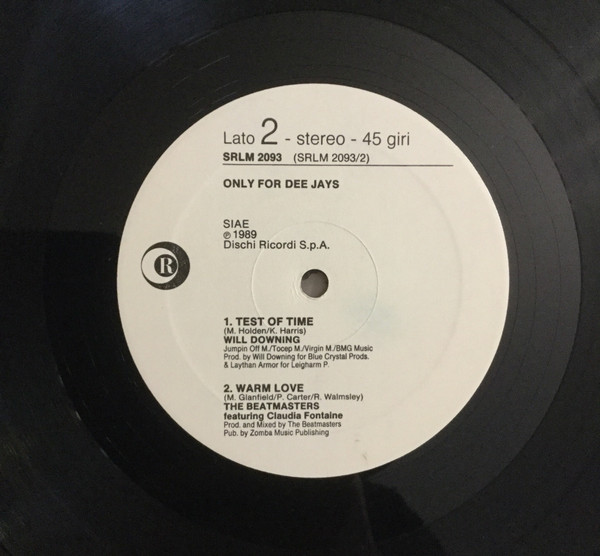 Lato 2 - stereo - 45 giri
SRLM 2093 (SRLM 2093/2)
ONLY FOR DEE JAYS
SIAE
℗ 1989
Dischi Ricordi S.p.A.
R
1. TEST OF TIME
(M. Holden/K. Harris)
WILL DOWNING
Jumpin Off M./Tocep M./Virgin M./BMG Music
Prod. by Will Downing for Blue Crystal Prods.
& Laythan Armor for Leigharm P.
2. WARM LOVE
(M. Glanfield/P. Carter/R. Walmsley)
THE BEATMASTERS
featuring Claudia Fontaine
Prod. and Mixed by The Beatmasters
Pub. by Zomba Music Publishing